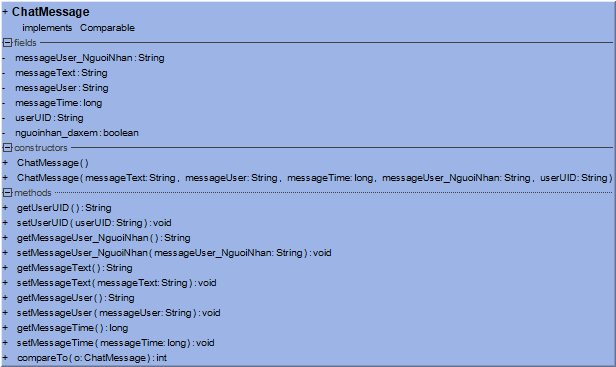 + ChatMessage
implements Comparable
fields
- messageUser_NguoiNhan : String
- messageText : String
- messageUser : String
- messageTime : long
- userUID : String
- nguoinhan_daxem : boolean
constructors
+ ChatMessage ( )
+ ChatMessage ( messageText : String , messageUser : String , messageTime : long , messageUser_NguoiNhan : String , userUID : String )
methods
+ getUserUID ( ) : String
+ setUserUID ( userUID : String ) : void
+ getMessageUser_NguoiNhan ( ) : String
+ setMessageUser_NguoiNhan ( messageUser_NguoiNhan : String ) : void
+ getMessageText ( ) : String
+ setMessageText ( messageText : String ) : void
+ getMessageUser ( ) : String
+ setMessageUser ( messageUser : String ) : void
+ getMessageTime ( ) : long
+ setMessageTime ( messageTime : long ) : void
+ compareTo ( o : ChatMessage ) : int